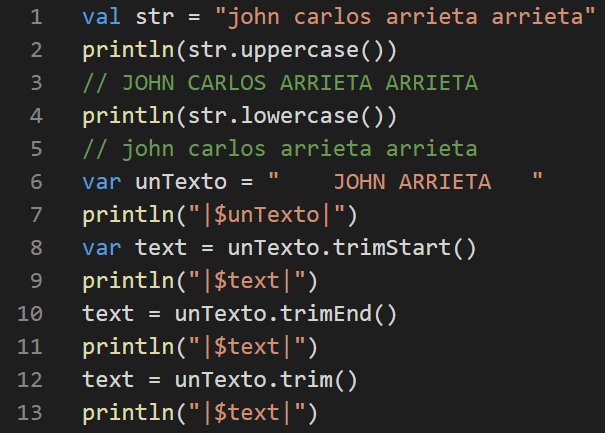 1 val str = "john carlos arrieta arrieta"
2 println(str.uppercase())
3 // JOHN CARLOS ARRIETA ARRIETA
4 println(str.lowercase())
5 // john carlos arrieta arrieta
6 var unTexto = "    JOHN ARRIETA   "
7 println("|$unTexto|")
8 var text = unTexto.trimStart()
9 println("|$text|")
10 text = unTexto.trimEnd()
11 println("|$text|")
12 text = unTexto.trim()
13 println("|$text|")